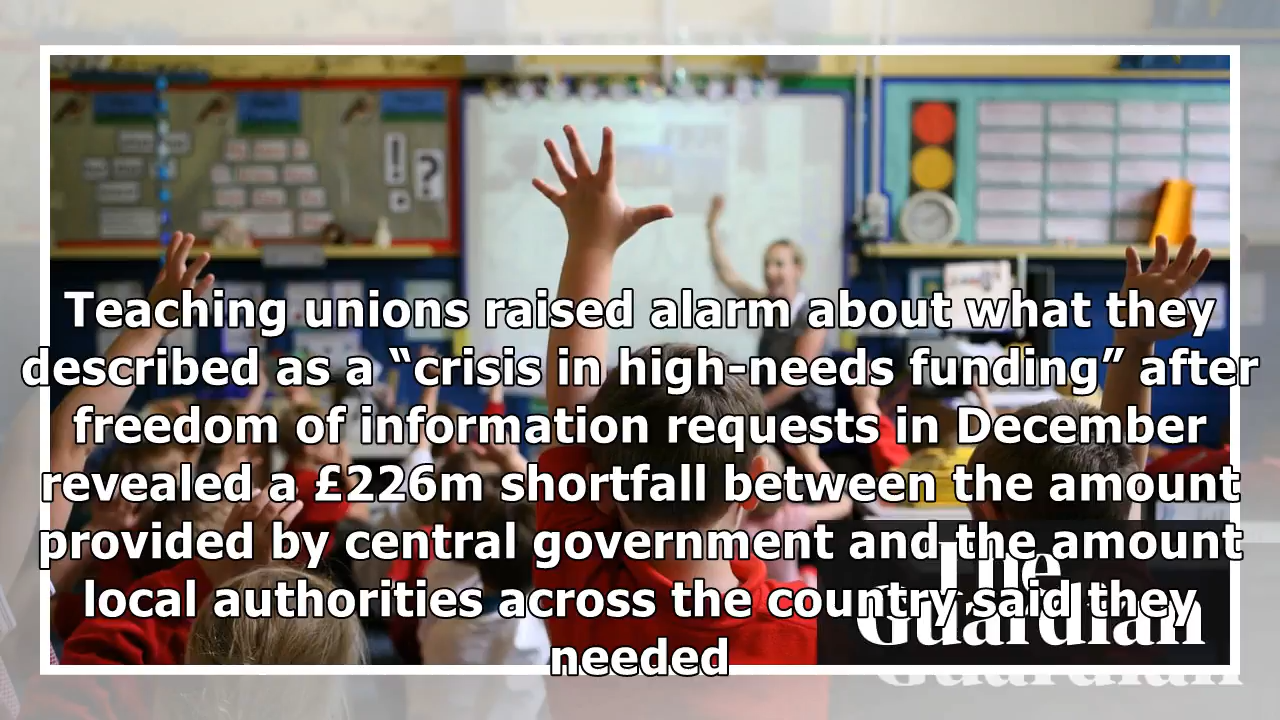 Teaching unions raised alarm about what they
described as a “crisis in high-needs funding” after
freedom of information requests in December
revealed a £226m shortfall between the amount
provided by central government and the amount
local authorities across the country said they
needed
! ?
The
Guardian
Guardian